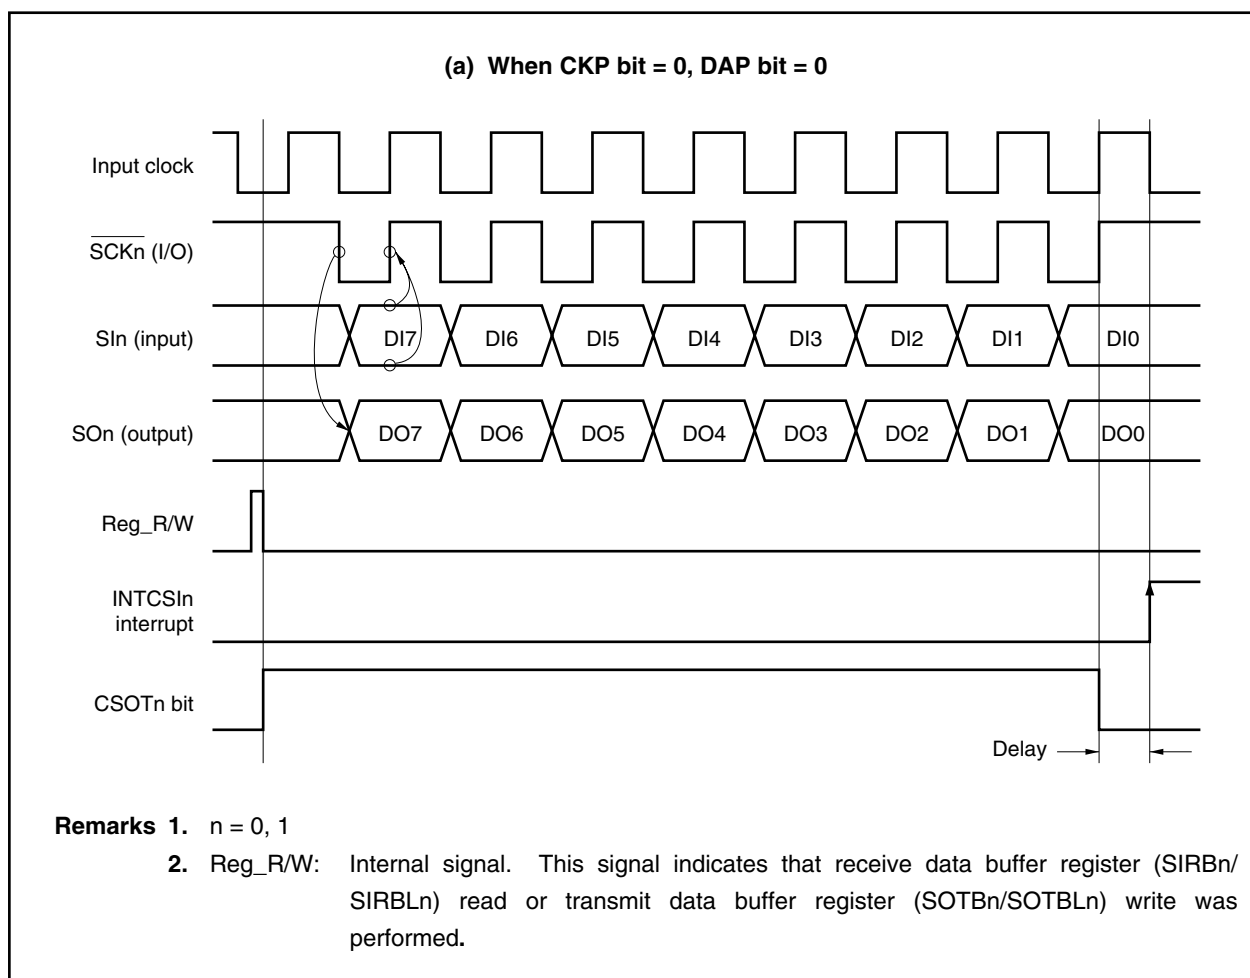 (a) When CKP bit = 0, DAP bit = 0
Input clock
SCKn (I/O)
SIn (input)
DI7 DI6 DI5 DI4 DI3 DI2 DI1 DI0
SOn (output)
DO7 DO6 DO5 DO4 DO3 DO2 DO1 DO0
Reg_R/W
INTCSIn
interrupt
CSOTn bit
Delay
Remarks 1. n = 0, 1
2. Reg_R/W: Internal signal. This signal indicates that receive data buffer register (SIRBn/
SIRBLn) read or transmit data buffer register (SOTBn/SOTBLn) write was
performed.